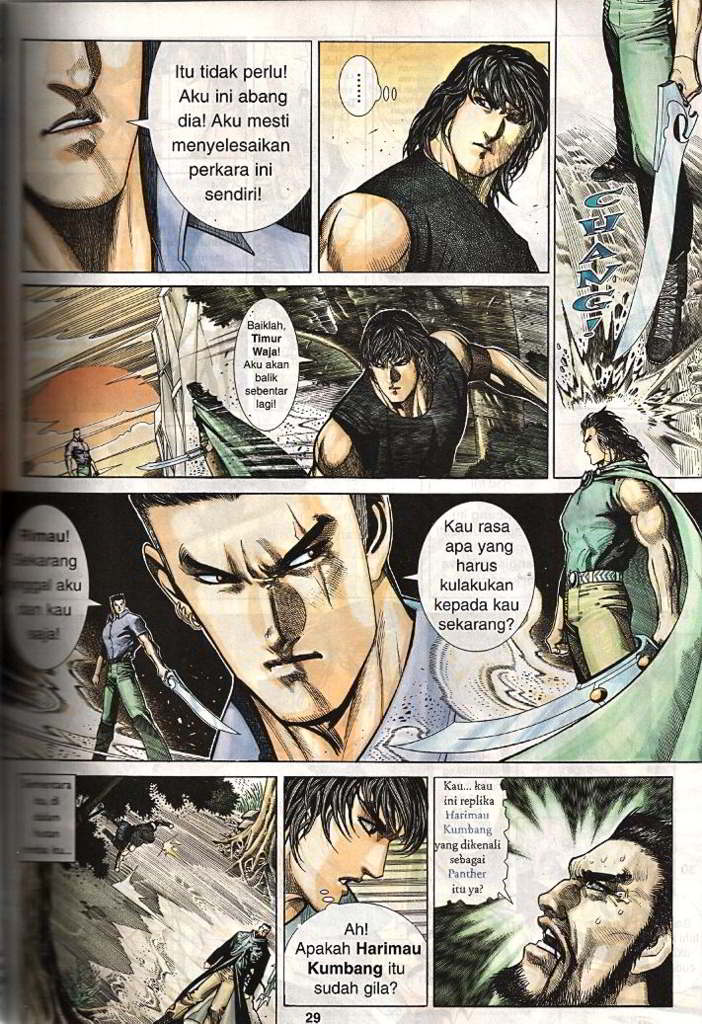 Itu tidak perlu!
Aku ini abang
dia! Aku mesti
menyelesaikan
perkara ini
sendiri!
......
CHANG!
Baiklah,
Timur
Waja!
Aku akan
balik
sebentar
lagi!
Rimau!
Sekarang
tinggal aku
dan kau
saja!
Kau rasa
apa yang
harus
kulakukan
kepada kau
sekarang?
Sementara
itu, di
dalam
hutan
itu...
Ah!
Apakah Harimau
Kumbang itu
sudah gila?
Kau... kau
ini replika
Harimau
Kumbang
yang dikenali
sebagai
Panther
itu ya?
29